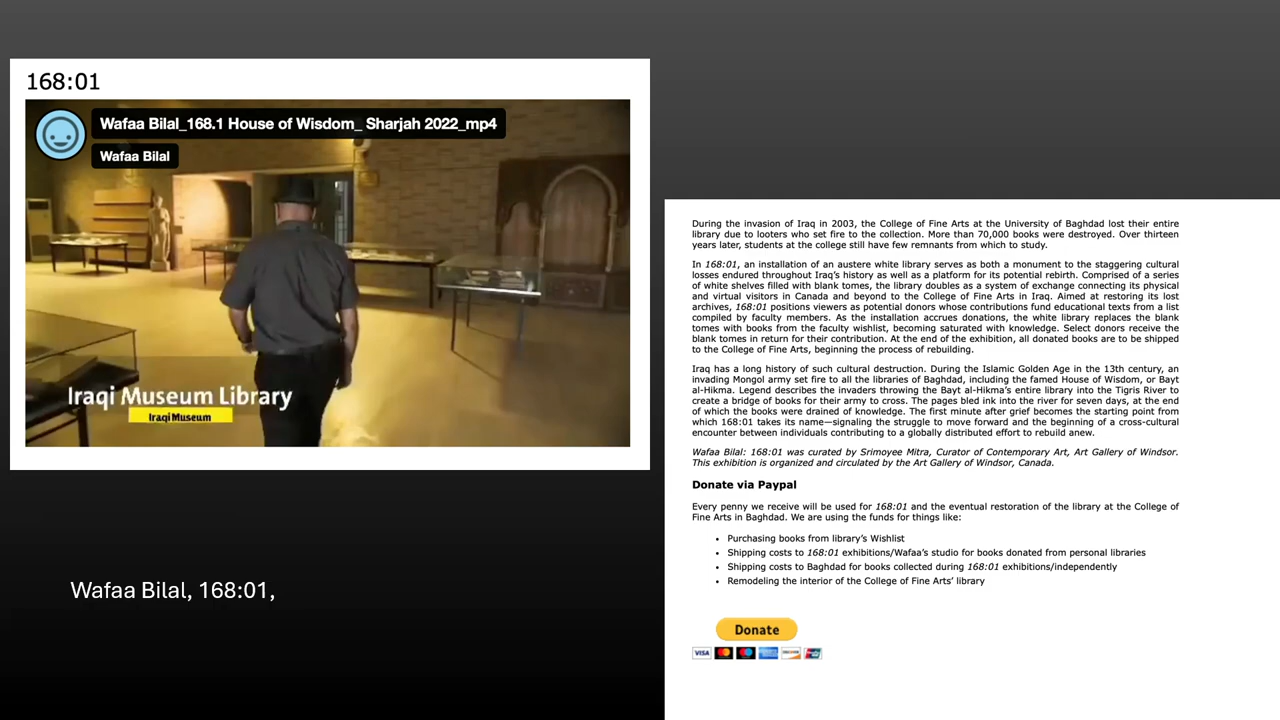 168:01
Wafaa Bilal_168.1 House of Wisdom_ Sharjah 2022_mp4
Wafaa Bilal
Iraqi Museum Library
Iraqi Museum
Wafaa Bilal, 168:01,
During the invasion of Iraq in 2003, the College of Fine Arts at the University of Baghdad lost their entire
library due to looters who set fire to the collection. More than 70,000 books were destroyed. Over thirteen
years later, students at the college still have few remnants from which to study.
In 168:01, an installation of an austere white library serves as both a monument to the staggering cultural
losses endured throughout Iraq's history as well as a platform for its potential rebirth. Comprised of a series
of white shelves filled with blank tomes, the library doubles as a system of exchange connecting its physical
and virtual visitors in Canada and beyond to the College of Fine Arts in Iraq. Aimed at restoring its lost
archives, 168:01 positions viewers as potential donors whose contributions fund educational texts from a list
compiled by faculty members. As the installation accrues donations, the white library replaces the blank
tomes with books from the faculty wishlist, becoming saturated with knowledge. Select donors receive the
blank tomes in return for their contribution. At the end of the exhibition, all donated books are to be shipped
to the College of Fine Arts, beginning the process of rebuilding.
Iraq has a long history of such cultural destruction. During the Islamic Golden Age in the 13th century, an
invading Mongol army set fire to all the libraries of Baghdad, including the famed House of Wisdom, or Bayt
al-Hikma. Legend describes the invaders throwing the Bayt al-Hikma's entire library into the Tigris River to
create a bridge of books for their army to cross. The pages bled ink into the river for seven days, at the end
of which the books were drained of knowledge. The first minute after grief becomes the starting point from
which 168:01 takes its name—signaling the struggle to move forward and the beginning of a cross-cultural
encounter between individuals contributing to a globally distributed effort to rebuild anew.
Wafaa Bilal: 168:01 was curated by Srimoyee Mitra, Curator of Contemporary Art, Art Gallery of Windsor.
This exhibition is organized and circulated by the Art Gallery of Windsor, Canada.
Donate via Paypal
Every penny we receive will be used for 168:01 and the eventual restoration of the library at the College of
Fine Arts in Baghdad. We are using the funds for things like:
• Purchasing books from library's Wishlist
• Shipping costs to 168:01 exhibitions/Wafaa's studio for books donated from personal libraries
• Shipping costs to Baghdad for books collected during 168:01 exhibitions/independently
• Remodeling the interior of the College of Fine Arts' library
Donate
VISA